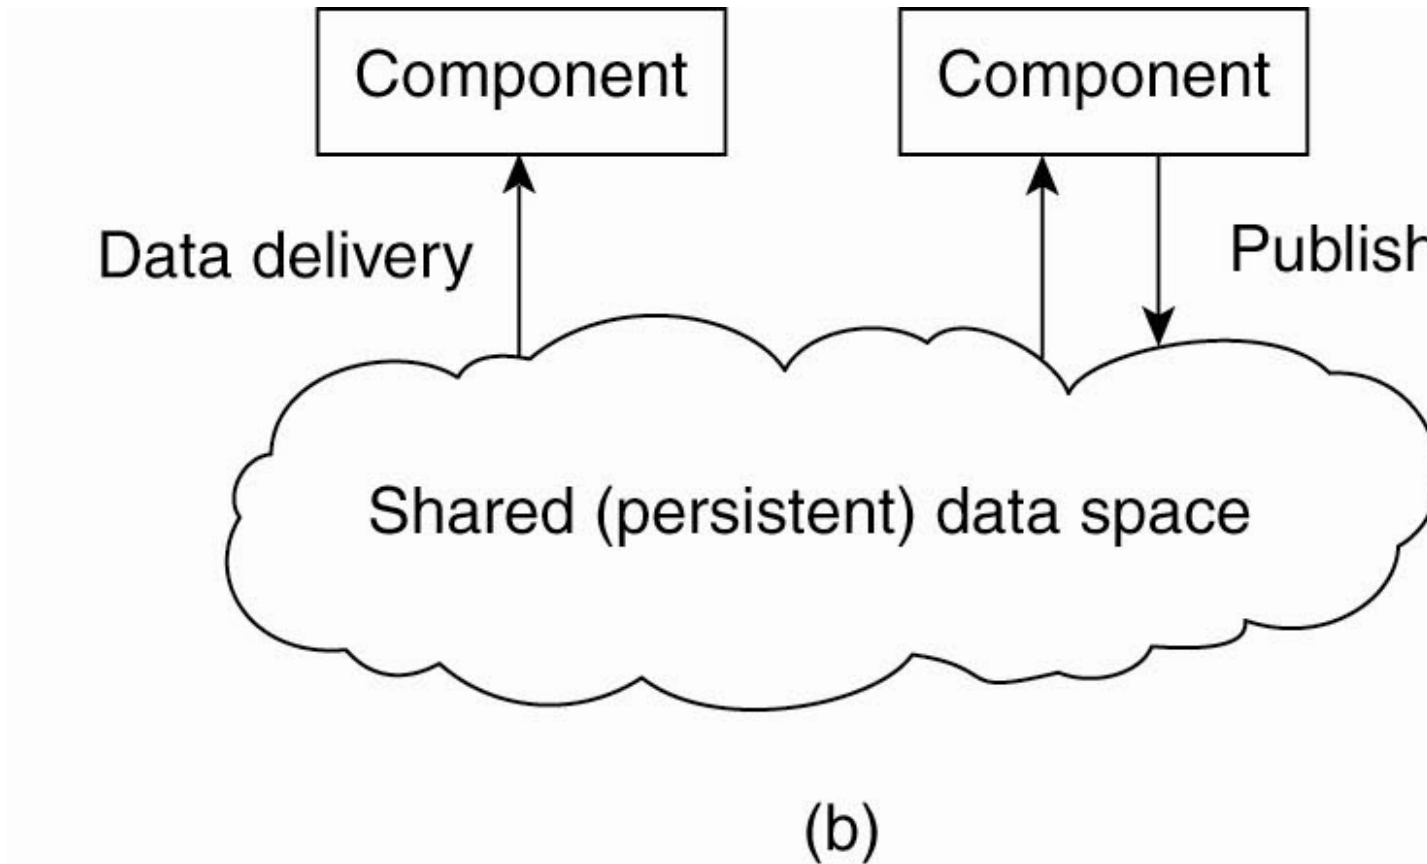 Component Component
Data delivery Publish
Shared (persistent) data space
(b)